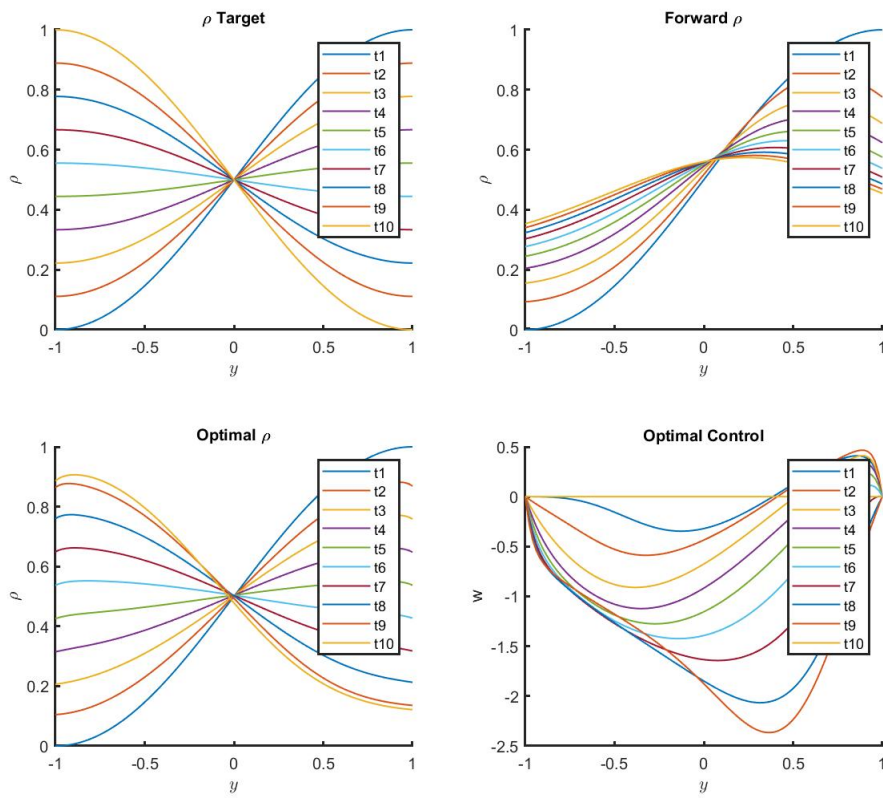 ρ Target
1
0.8
0.6
0.4
0.2
0
ρ
-1
-0.5
0
0.5
1
y
t1
t2
t3
t4
t5
t6
t7
t8
t9
t10
Forward ρ
1
0.8
0.6
0.4
0.2
0
ρ
-1
-0.5
0
0.5
1
y
t1
t2
t3
t4
t5
t6
t7
t8
t9
t10
Optimal ρ
1
0.8
0.6
0.4
0.2
0
ρ
-1
-0.5
0
0.5
1
y
t1
t2
t3
t4
t5
t6
t7
t8
t9
t10
Optimal Control
0.5
0
-0.5
-1
-1.5
-2
-2.5
w
-1
-0.5
0
0.5
1
y
t1
t2
t3
t4
t5
t6
t7
t8
t9
t10